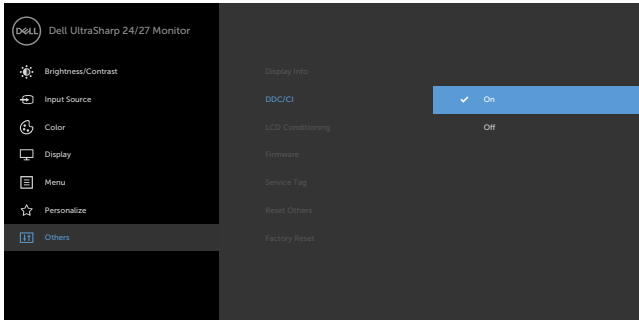 DELL
Dell UltraSharp 24/27 Monitor
Brightness/Contrast
Input Source
Color
Display
Menu
Personalize
Others
Display Info
DDC/CI
LCD Conditioning
Firmware
Service Tag
Reset Others
Factory Reset
On
Off